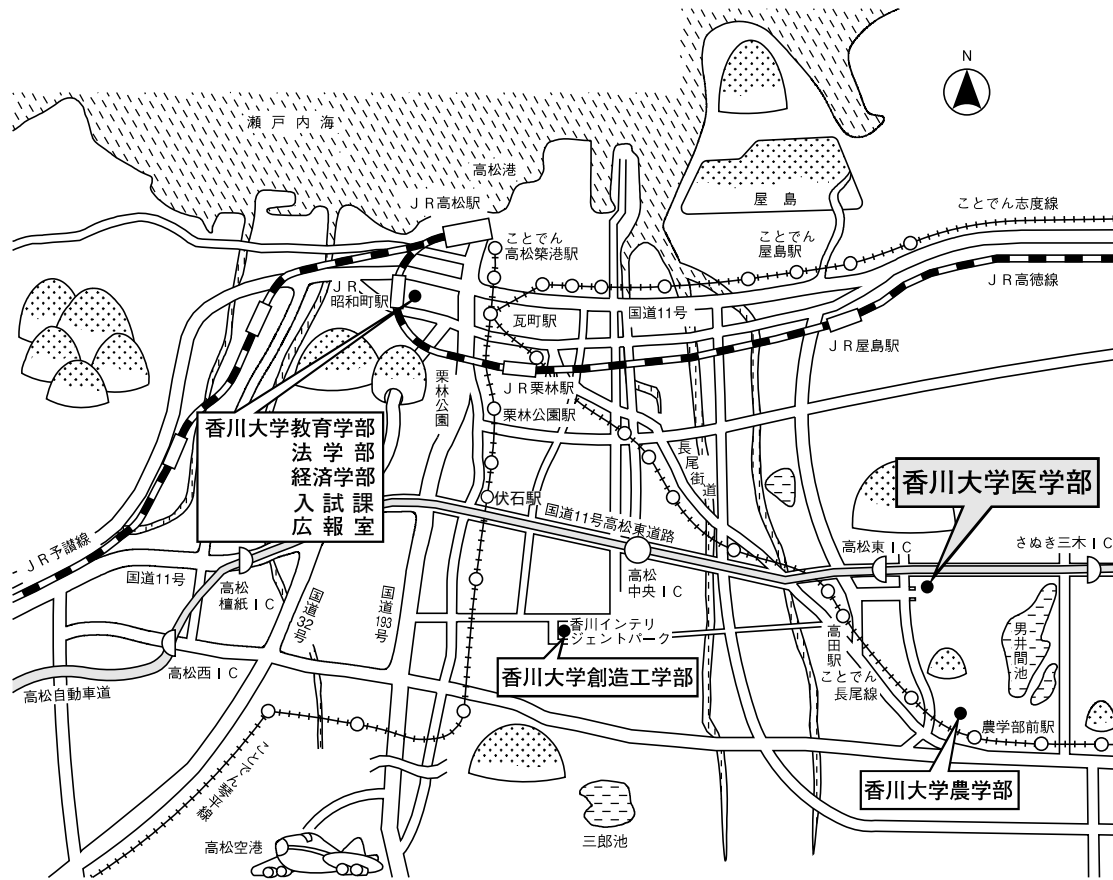 N
瀬戸内海
高松港
JR高松駅
屋島
ことでん志度線
ことでん
高松築港駅
ことでん
屋島駅
JR高徳線
JR
昭和町駅
瓦町駅
国道11号
JR屋島駅
JR栗林駅
栗林公園
栗林公園駅
香川大学教育学部
法学部
経済学部
入試課
広報室
長尾街道
香川大学医学部
伏石駅
国道11号高松東道路
高松東IC
さぬき三木IC
JR予讃線
国道11号
高松
檀紙IC
高松
中央IC
国道32号
国道193号
香川インテリ
ジェントパーク
高田駅
男井間池
高松西IC
香川大学創造工学部
ことでん
長尾線
高松自動車道
農学部前駅
ことでん琴平線
香川大学農学部
高松空港
三郎池